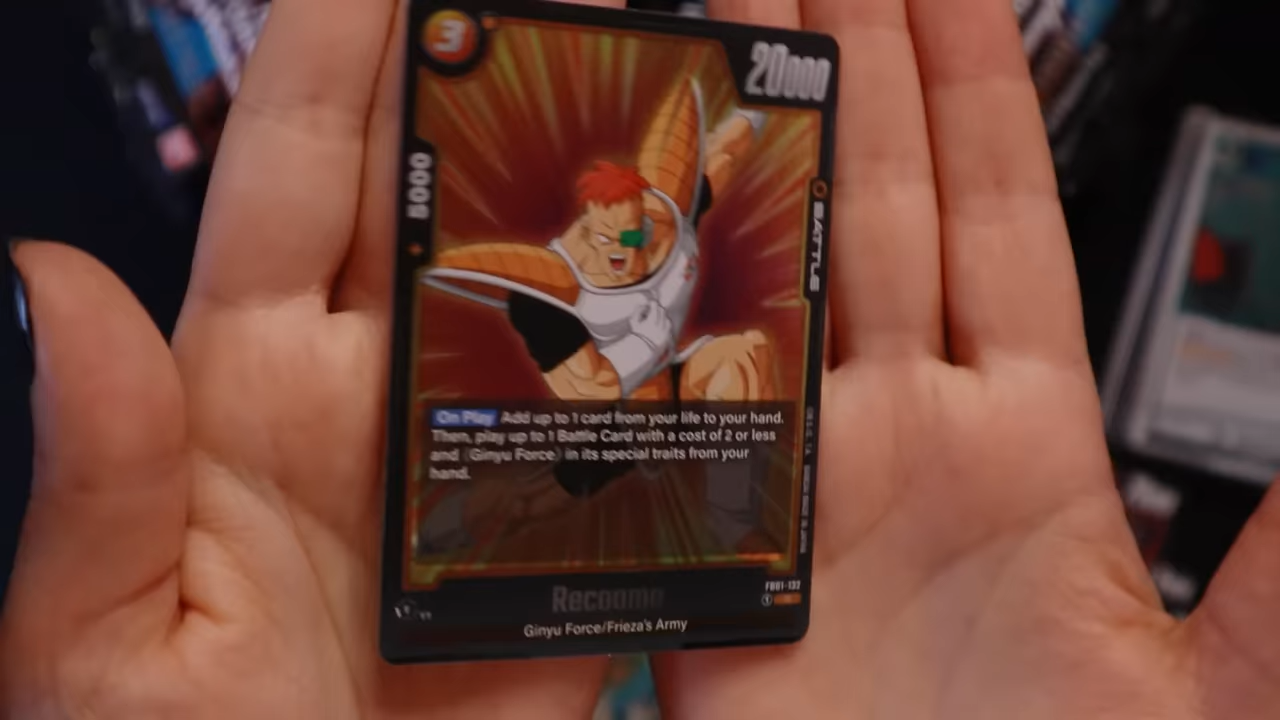 3
20000
5000
BATTLE
On Play Add up to 1 card from your life to your hand.
Then, play up to 1 Battle Card with a cost of 2 or less
and «Ginyu Force» in its special traits from your
hand.
FB01-132
Recoome
Ginyu Force/Frieza's Army